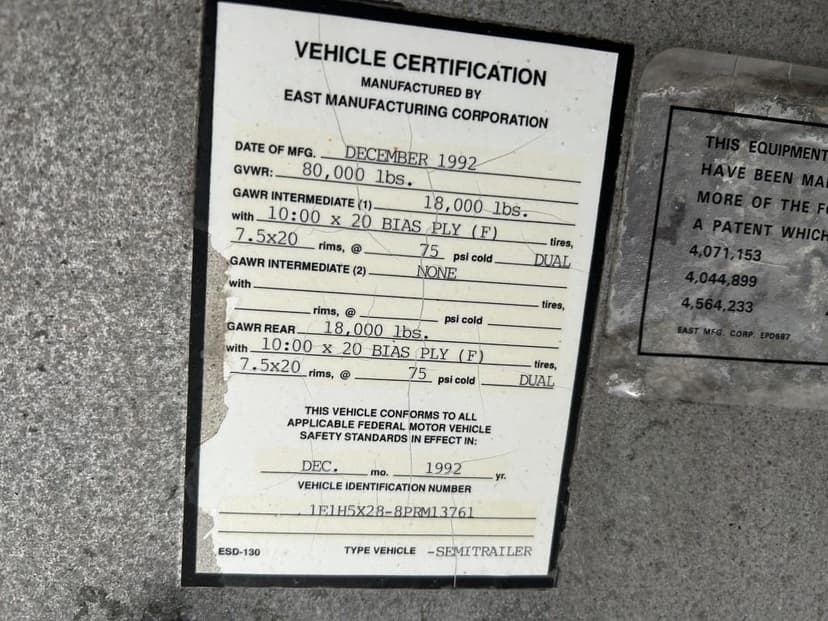 VEHICLE CERTIFICATION
MANUFACTURED BY
EAST MANUFACTURING CORPORATION
DATE OF MFG. DECEMBER 1992
GVWR: 80,000 lbs.
GAWR INTERMEDIATE (1) 18,000 lbs.
with 10:00 x 20 BIAS PLY (F) tires,
7.5x20 rims, @ 75 psi cold DUAL
GAWR INTERMEDIATE (2) NONE
with tires,
rims, @ psi cold
GAWR REAR 18,000 lbs.
with 10:00 x 20 BIAS PLY (F) tires,
7.5x20 rims, @ 75 psi cold DUAL
THIS VEHICLE CONFORMS TO ALL
APPLICABLE FEDERAL MOTOR VEHICLE
SAFETY STANDARDS IN EFFECT IN:
DEC. mo. 1992 yr.
VEHICLE IDENTIFICATION NUMBER
1E1H5X28-8PRM13761
ESD-130 TYPE VEHICLE -SEMITRAILER
THIS EQUIPMENT
HAVE BEEN
MORE OF THE
A PATENT WHICH
4,071,153
4,044,899
4,564,233
EAST MFG. CORP. EPD687